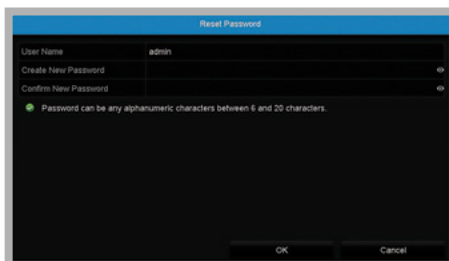 Reset Password
User Name admin
Create New Password
Confirm New Password
Password can be any alphanumeric characters between 6 and 20 characters.
OK Cancel